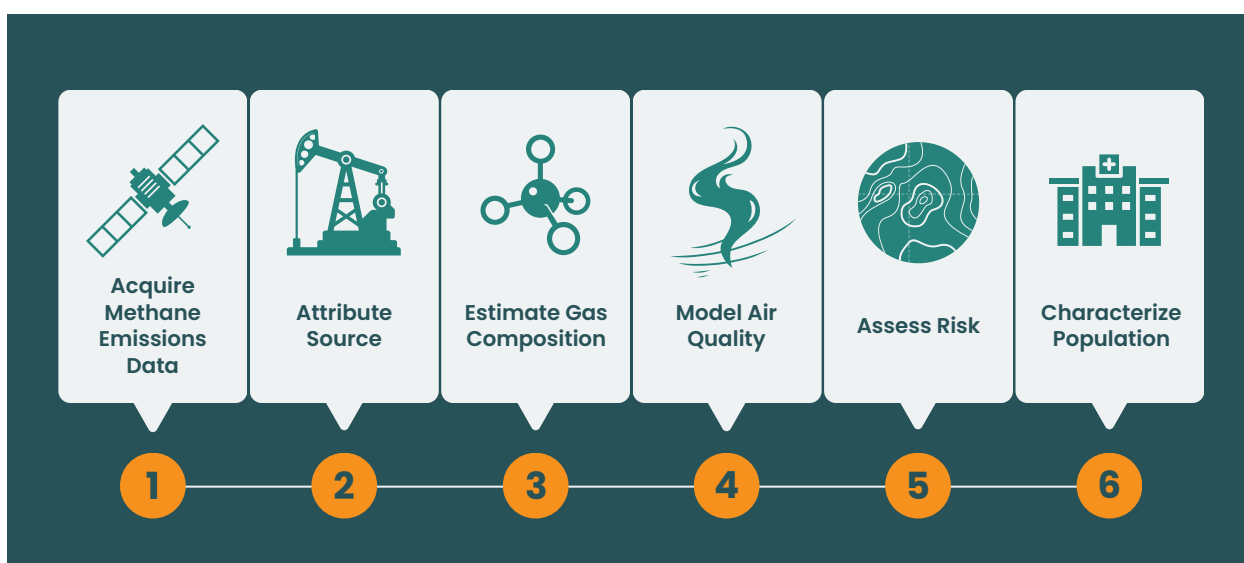 Acquire
Methane
Emissions
Data
Attribute
Source
Estimate Gas
Composition
Model Air
Quality
Assess Risk
Characterize
Population
1
2
3
4
5
6